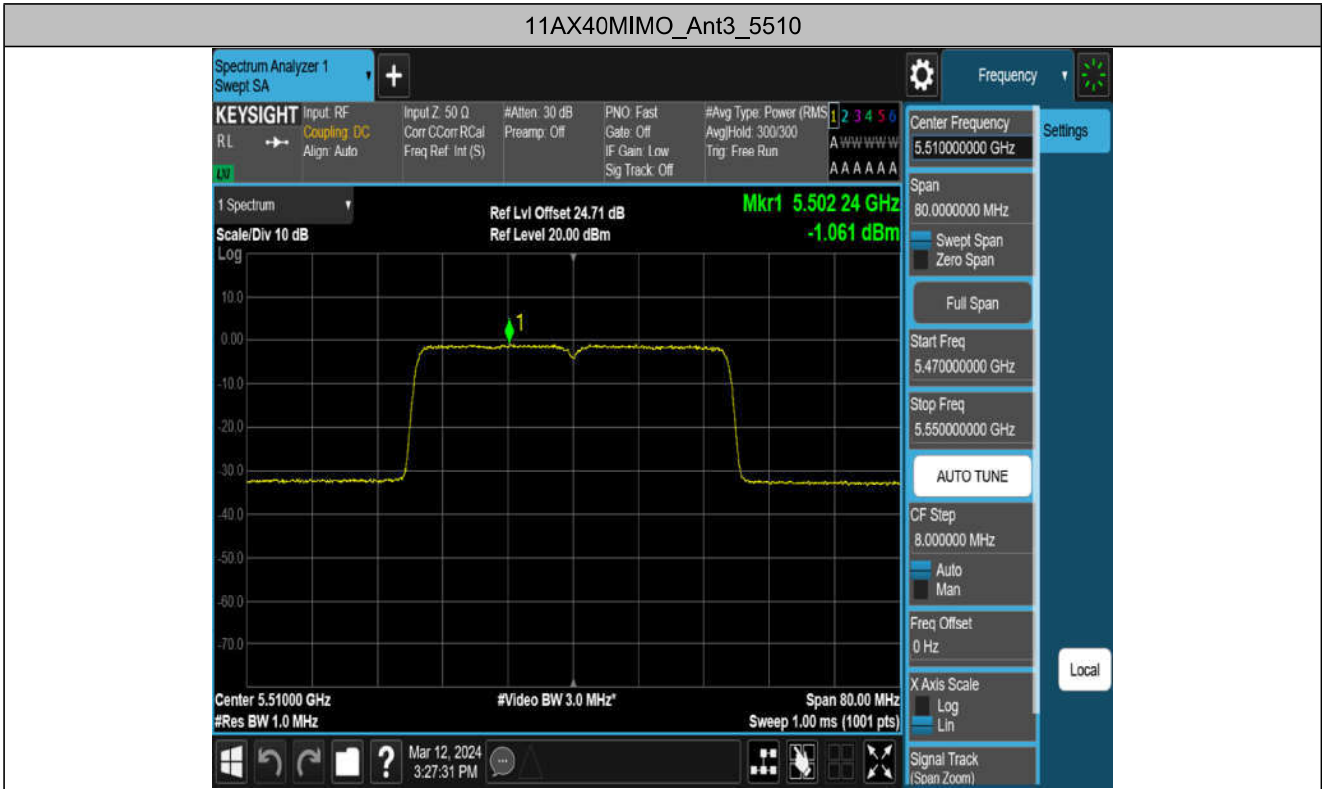 11AX40MIMO_Ant3_5510
Spectrum Analyzer 1
Swept SA
+
Frequency
KEYSIGHT
RL
LXI
Input: RF
Coupling: DC
Align: Auto
Input Z: 50 Ω
Corr CCorr RCal
Freq Ref: Int (S)
#Atten: 30 dB
Preamp: Off
PNO: Fast
Gate: Off
IF Gain: Low
Sig Track: Off
#Avg Type: Power (RMS
Avg|Hold: 300/300
Trig: Free Run
1 2 3 4 5 6
A W W W W W
A A A A A A
1 Spectrum
Scale/Div 10 dB
Log
Ref Lvl Offset 24.71 dB
Ref Level 20.00 dBm
Mkr1 5.502 24 GHz
-1.061 dBm
10.0
0.00
-10.0
-20.0
-30.0
-40.0
-50.0
-60.0
-70.0
1
Center 5.51000 GHz
#Res BW 1.0 MHz
#Video BW 3.0 MHz*
Span 80.00 MHz
Sweep 1.00 ms (1001 pts)
Mar 12, 2024
3:27:31 PM
?
Center Frequency
5.510000000 GHz
Settings
Span
80.0000000 MHz
Swept Span
Zero Span
Full Span
Start Freq
5.470000000 GHz
Stop Freq
5.550000000 GHz
AUTO TUNE
CF Step
8.000000 MHz
Auto
Man
Freq Offset
0 Hz
X Axis Scale
Log
Lin
Local
Signal Track
(Span Zoom)